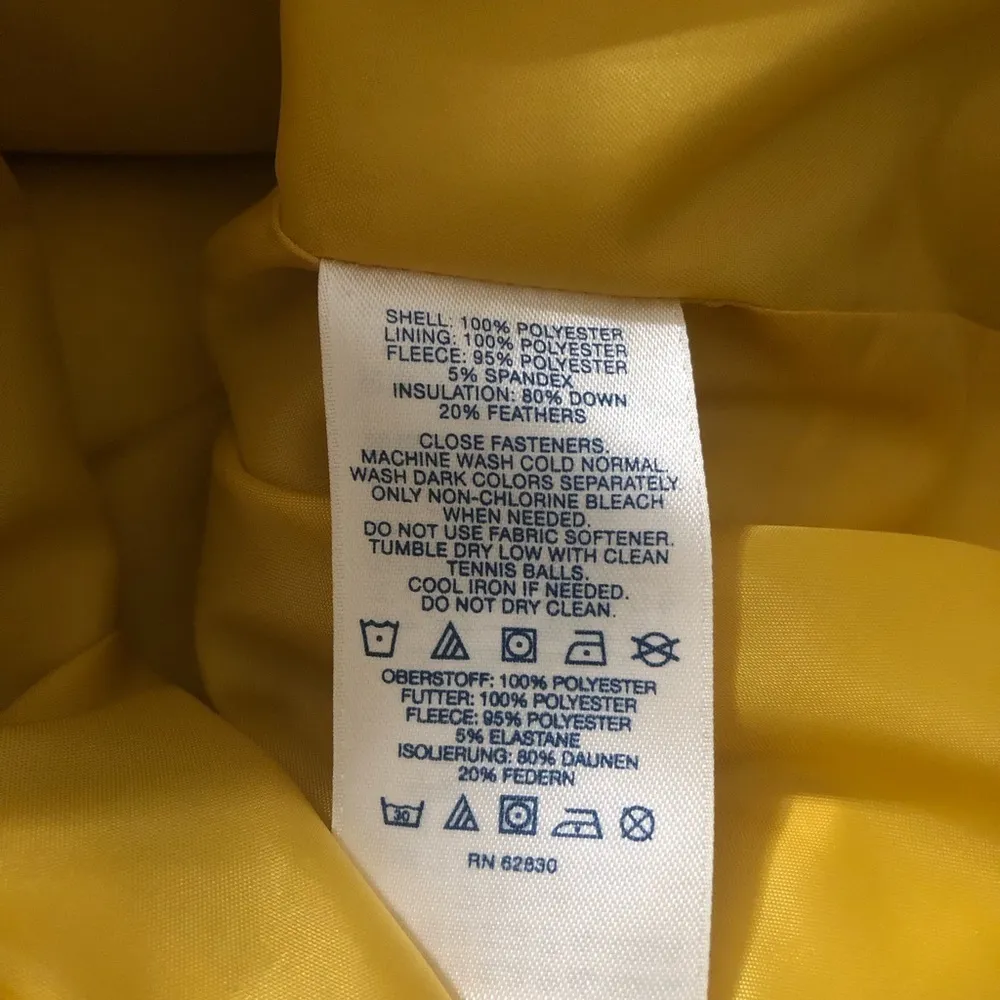 SHELL: 100% POLYESTER
LINING: 100% POLYESTER
FLEECE: 95% POLYESTER
5% SPANDEX
INSULATION: 80% DOWN
20% FEATHERS
CLOSE FASTENERS.
MACHINE WASH COLD NORMAL.
WASH DARK COLORS SEPARATELY
ONLY NON-CHLORINE BLEACH
WHEN NEEDED.
DO NOT USE FABRIC SOFTENER.
TUMBLE DRY LOW WITH CLEAN
TENNIS BALLS.
COOL IRON IF NEEDED.
DO NOT DRY CLEAN.
OBERSTOFF: 100% POLYESTER
FUTTER: 100% POLYESTER
FLEECE: 95% POLYESTER
5% ELASTANE
ISOLIERUNG: 80% DAUNEN
20% FEDERN
30
RN 62830